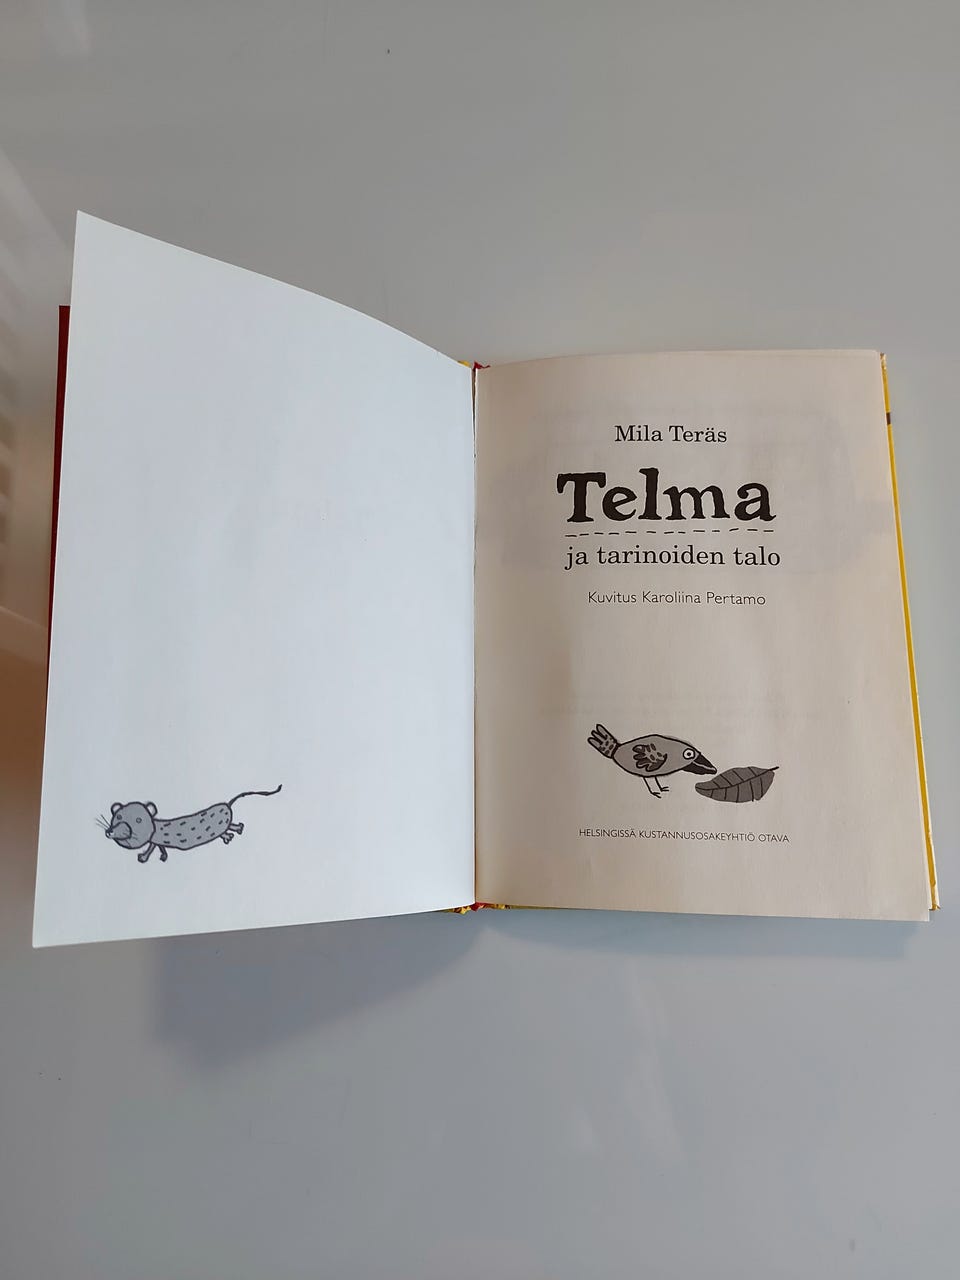 Mila Teräs
Telma
ja tarinoiden talo
Kuvitus Karoliina Pertamo
HELSINGISSÄ KUSTANNUSOSAKEYHTIÖ OTAVA